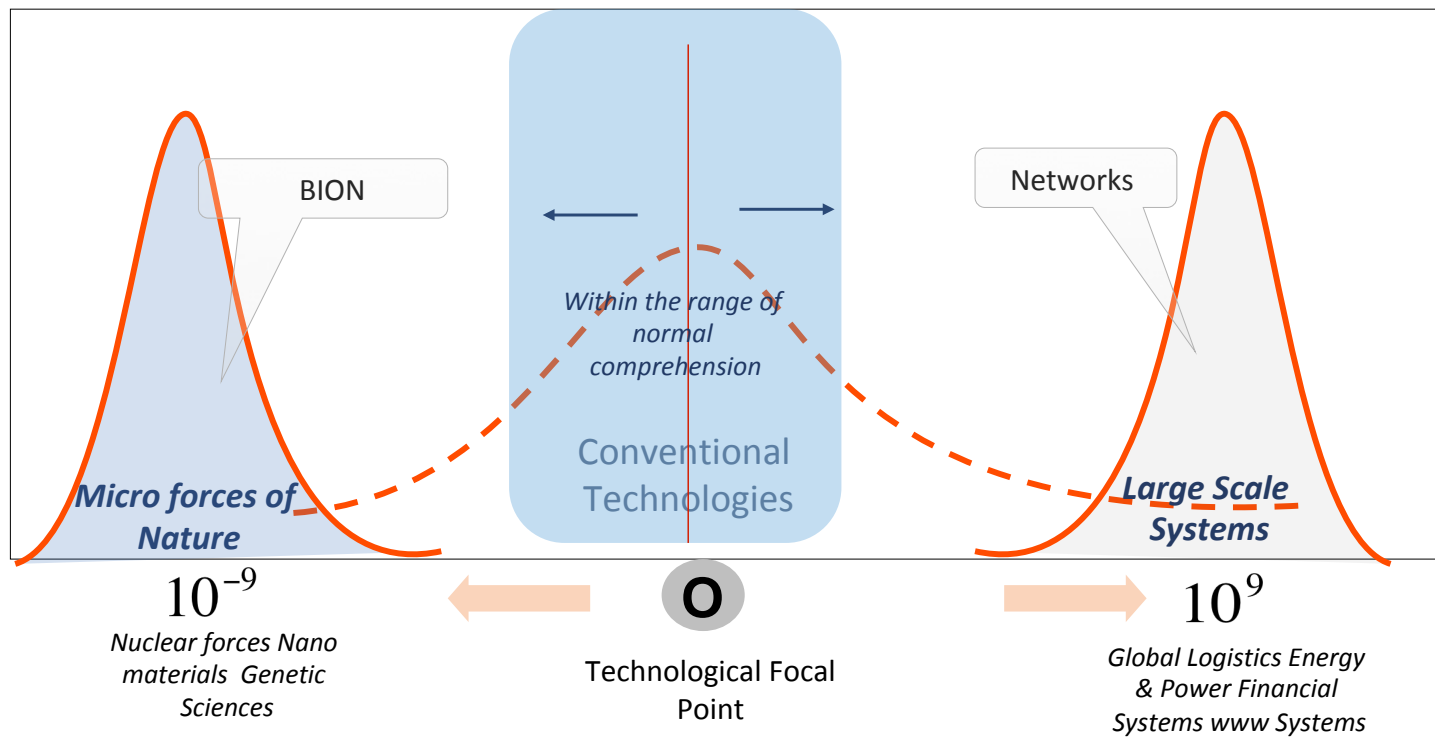 BION
Networks
Within the range of
normal
comprehension
Conventional
Technologies
Micro forces of
Nature
Large Scale
Systems
10⁻⁹
O
10⁹
Nuclear forces Nano
materials Genetic
Sciences
Technological Focal
Point
Global Logistics Energy
& Power Financial
Systems www Systems